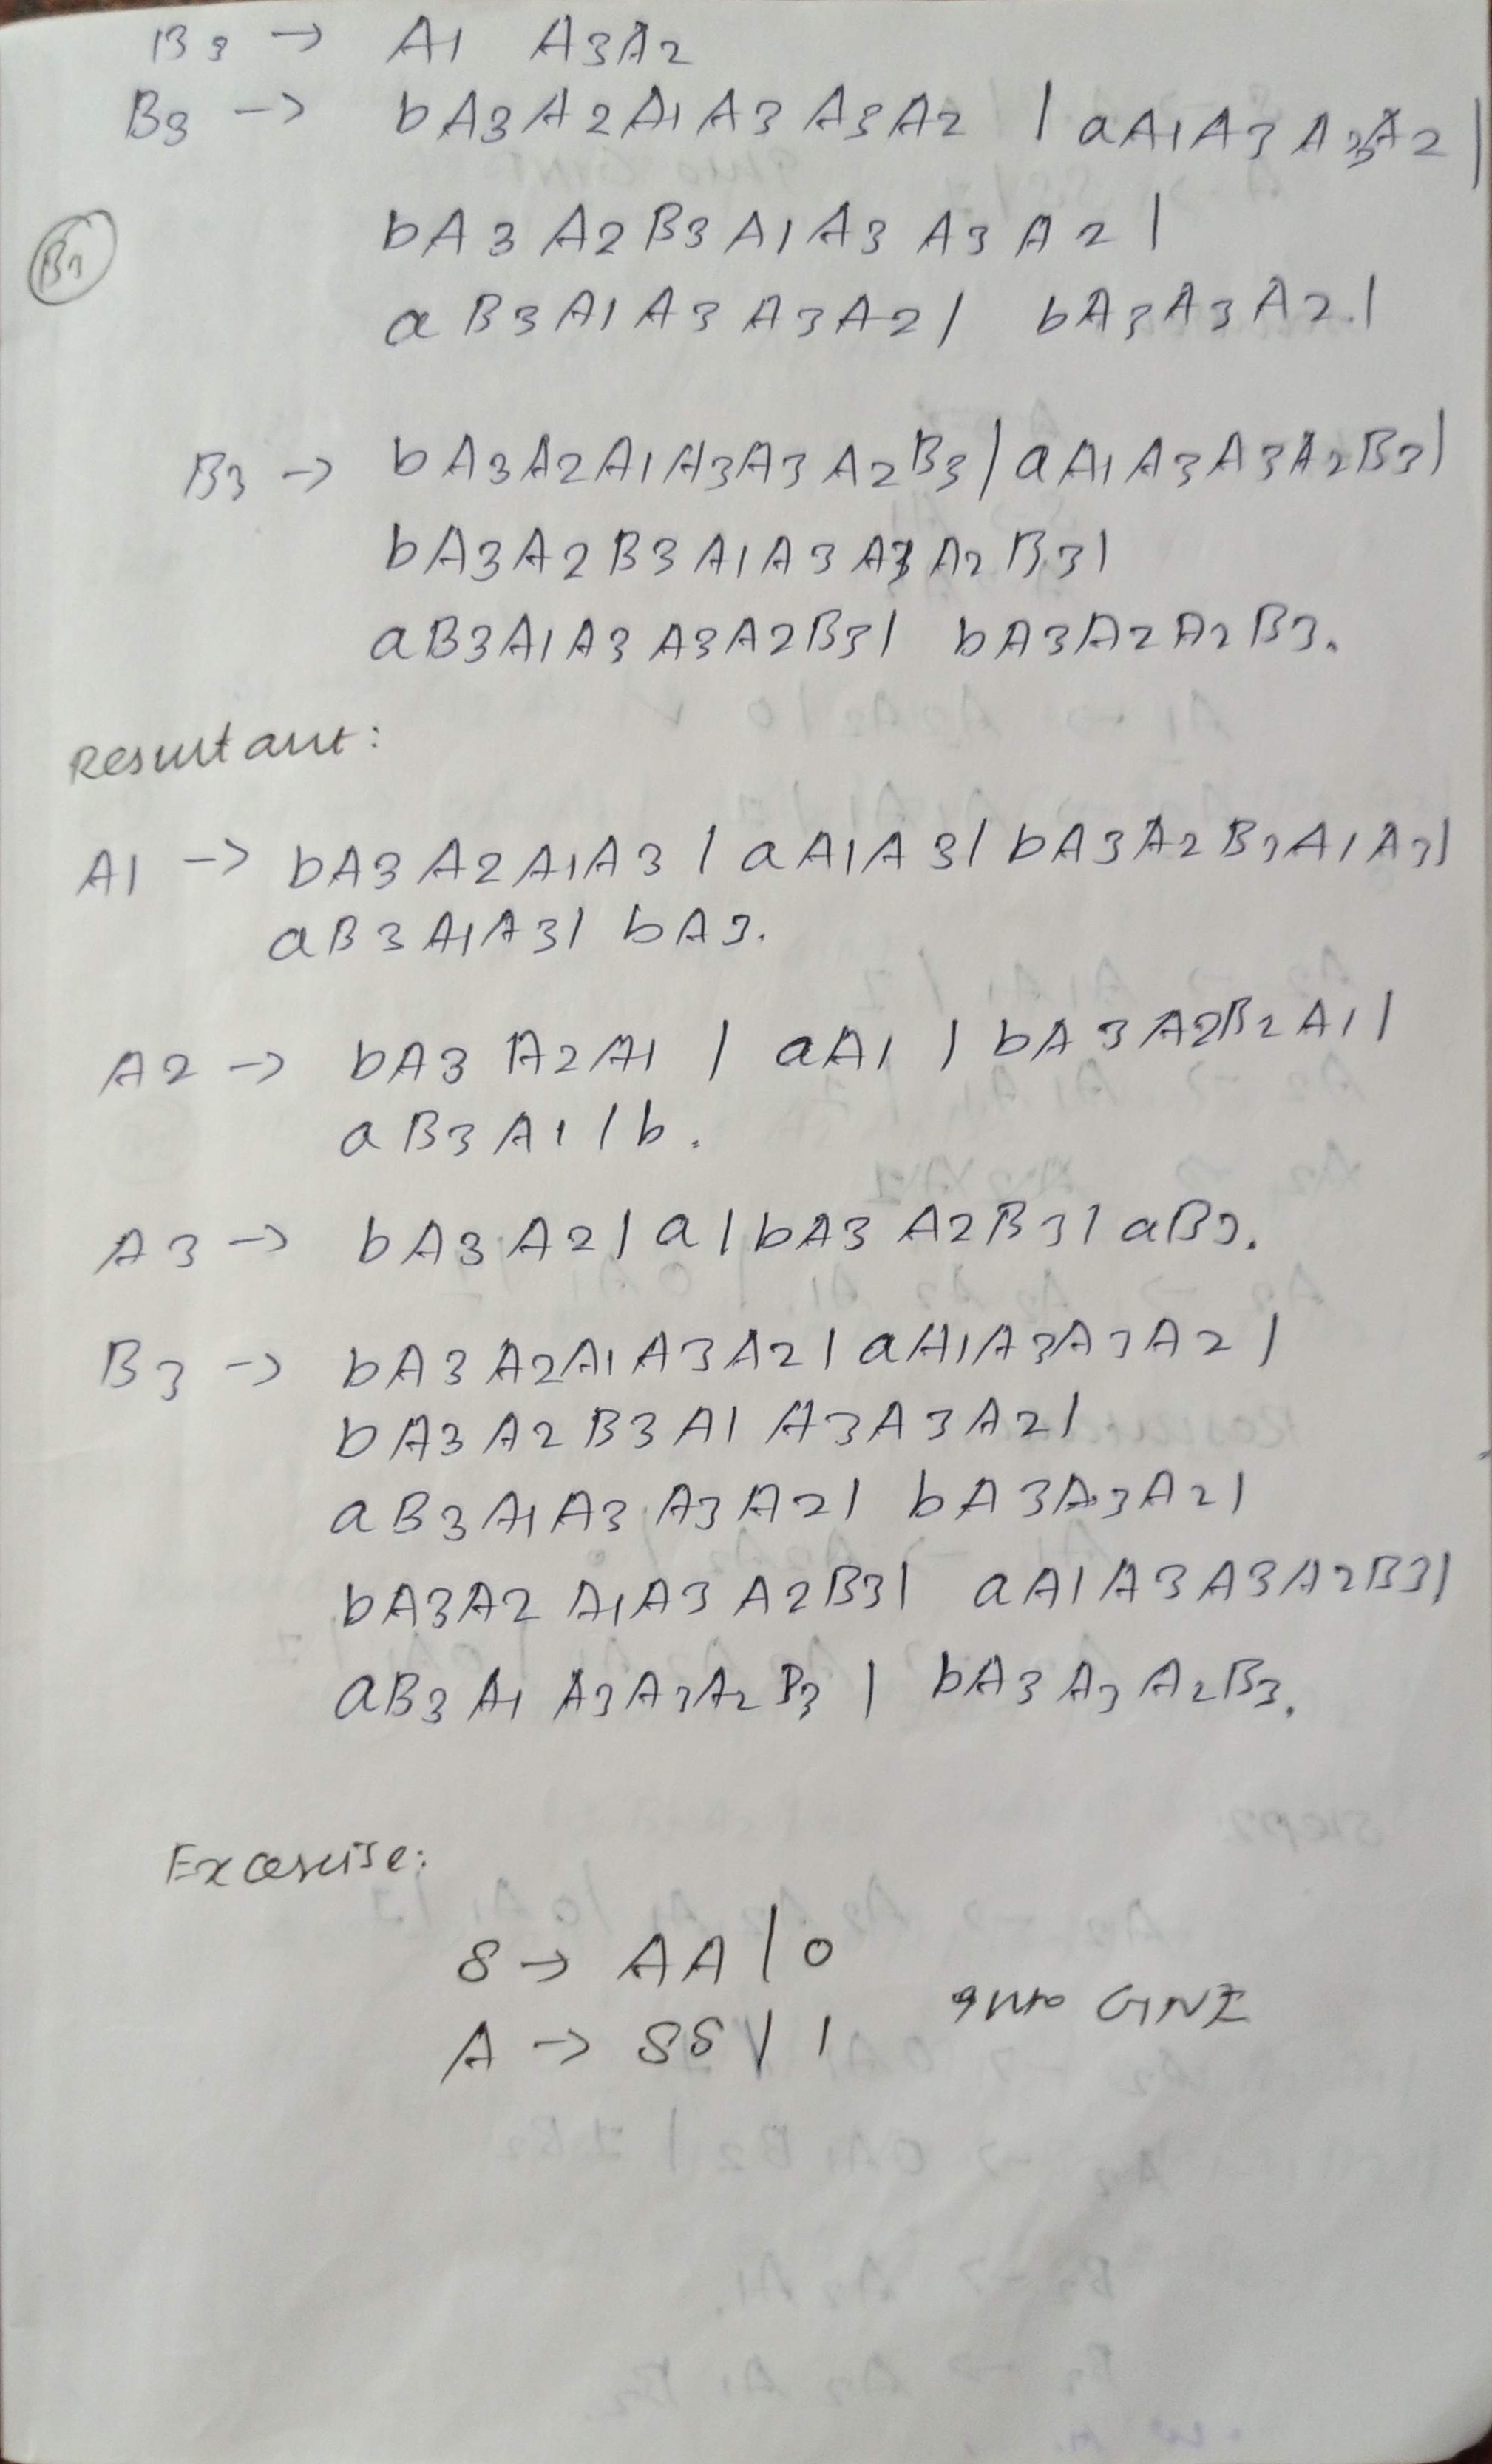 B3 → A1 A3A2
B3 → bA3A2A1A3A3A2 | aA1A3A3A2 |
bA3A2B3A1A3A3A2 |
B3
aB3A1A3A3A2 | bA3A3A2. |
B3 → bA3A2A1A3A3A2B3 | aA1A3A3A2B3 |
bA3A2B3A1A3A3A2B3 |
aB3A1A3A3A2B3 | bA3A2A2B3.
Resultant:
A1 → bA3A2A1A3 | aA1A3 | bA3A2B3A1A3 |
aB3A1A3 | bA3.
A2 → bA3A2A1 | aA1 | bA3A2B2A1 |
aB3A1 | b.
A3 → bA3A2 | a | bA3A2B3 | aB3.
B3 → bA3A2A1A3A2 | aA1A3A3A2 |
bA3A2B3A1A3A3A2 |
aB3A1A3A3A2 | bA3A3A2 |
bA3A2A1A3A2B3 | aA1A3A3A2B3 |
aB3A1A3A3A2B3 | bA3A3A2B3.
Excersise:
S → AA | 0
into GNF
A → SS | 1